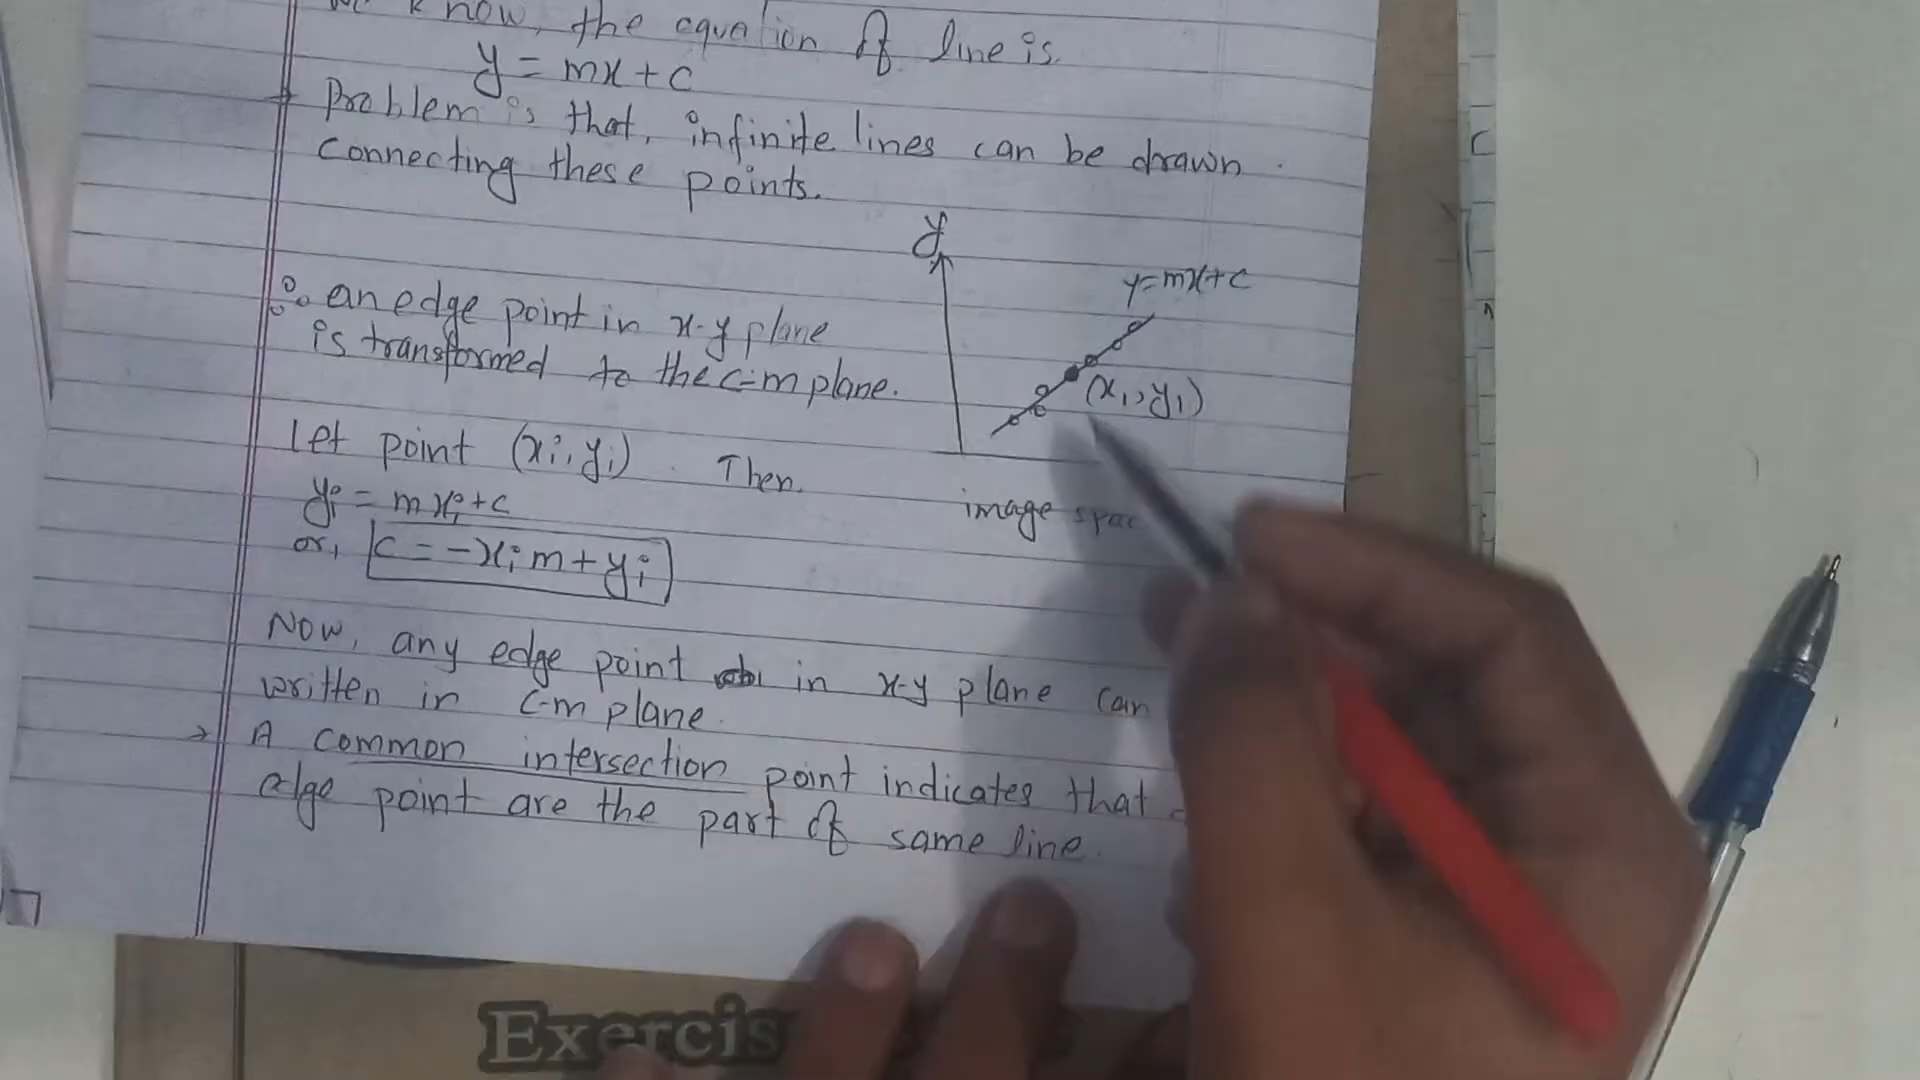 know, the equation of line is.
y = mx + c
→ Problem is that, infinite lines can be drawn
Connecting these points.
y
y=mx+c
∴ an edge point in x-y plane
is transformed to the c-m plane.
(x₁, y₁)
Let point (xi, yi). Then.
yi = m xi + c
image spac
or, c = -xi m + yi
Now, any edge point in x-y plane can
written in c-m plane.
→ A common intersection point indicates that
edge point are the part of same line.
Exercis